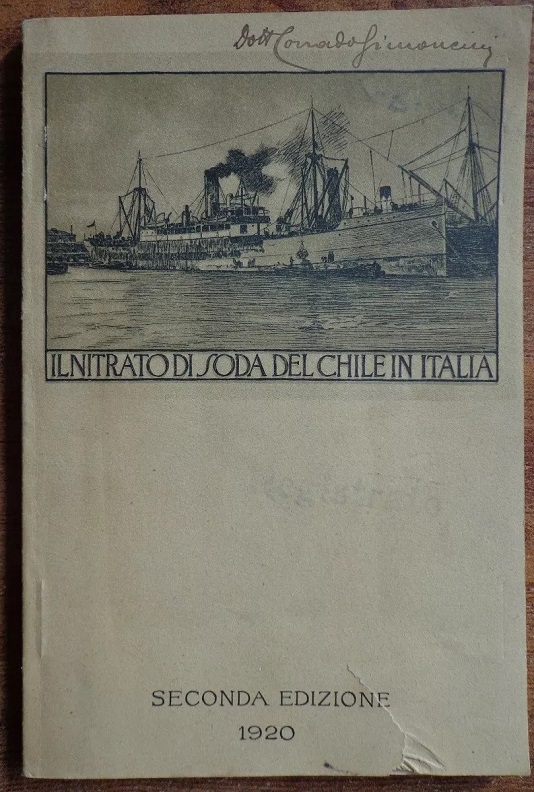 Dott Corrado Simoncini
IL NITRATO DI SODA DEL CHILE IN ITALIA
SECONDA EDIZIONE
1920